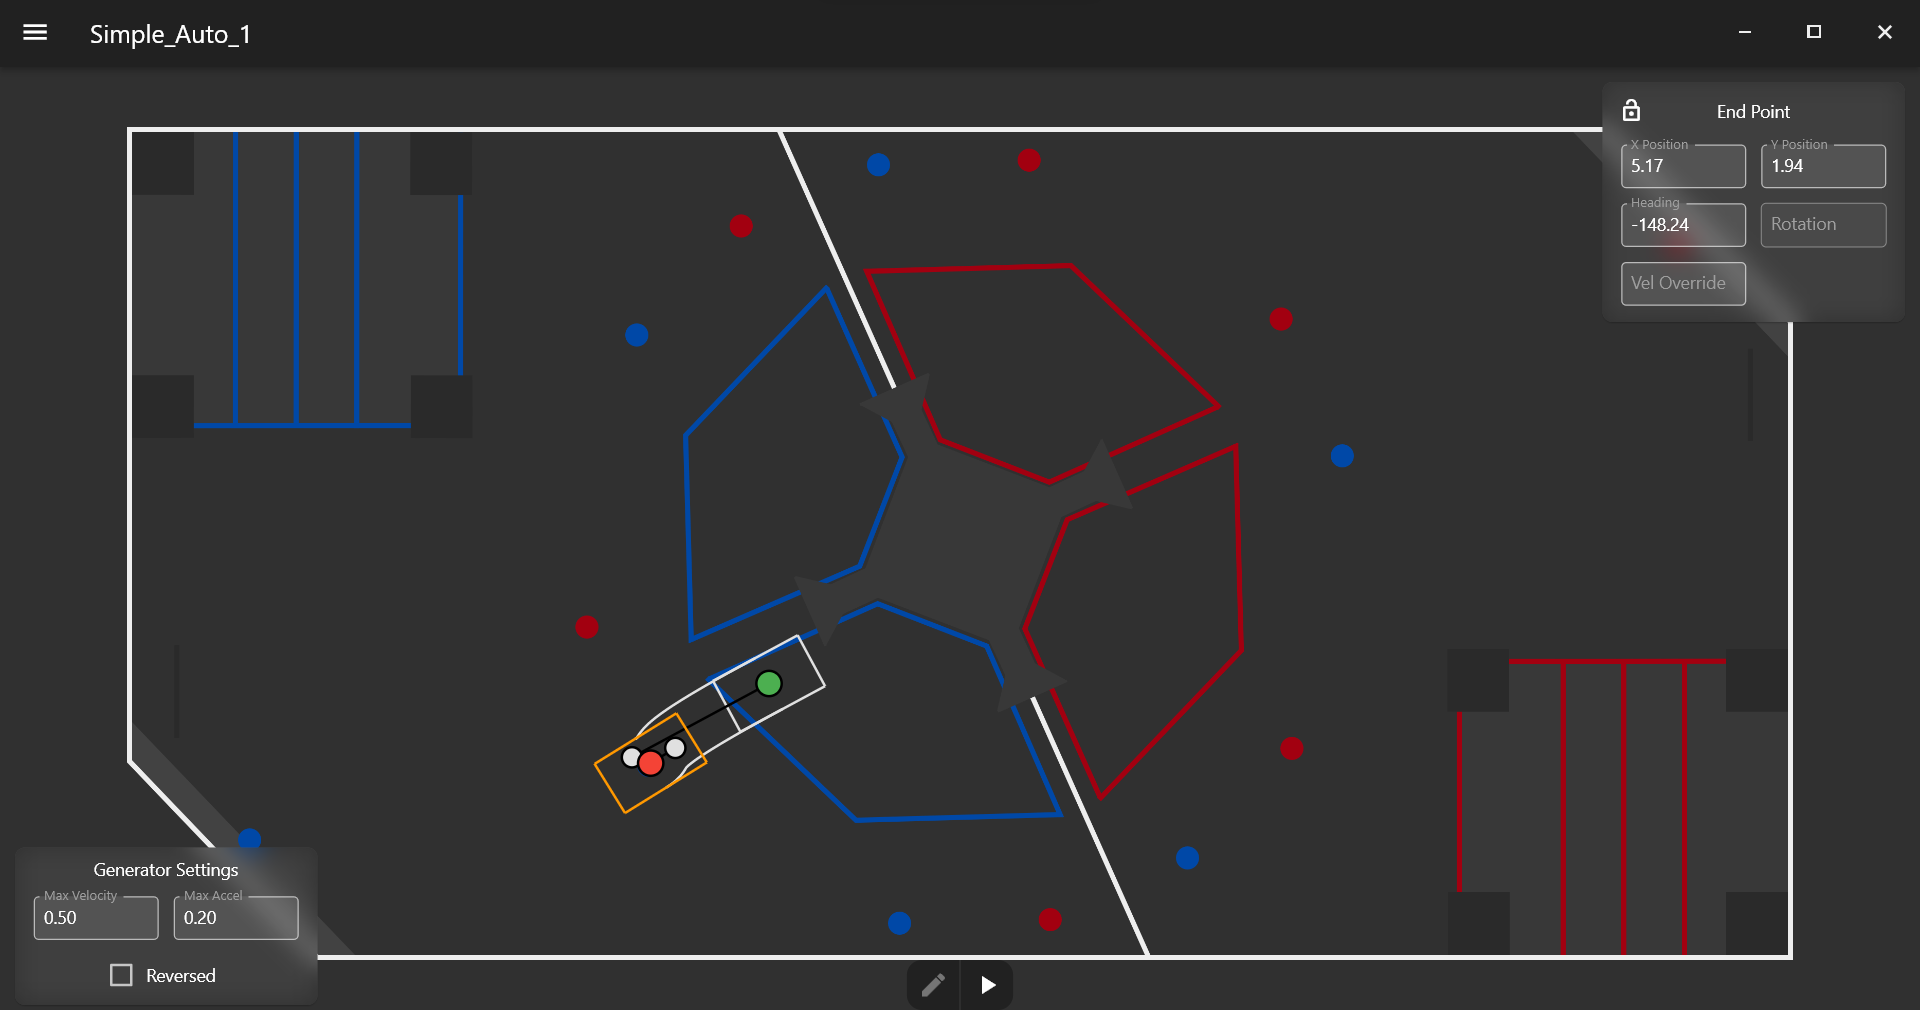 Simple_Auto_1
End Point
X Position
Y Position
5.17
1.94
Heading
-148.24
Rotation
Vel Override
Generator Settings
Max Velocity
Max Accel
0.50
0.20
Reversed